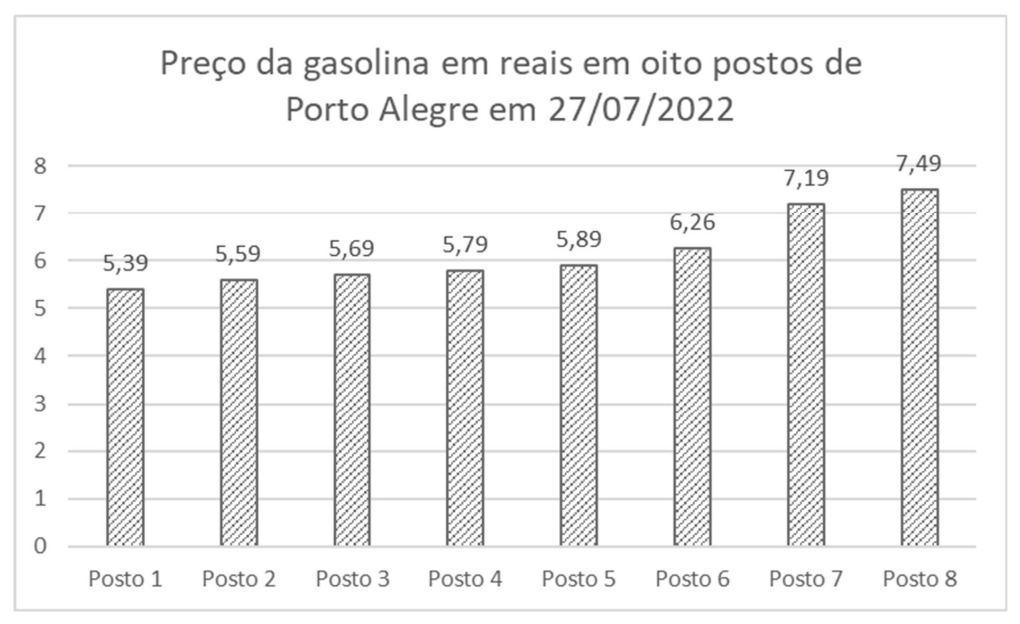 Preço da gasolina em reais em oito postos de
Porto Alegre em 27/07/2022
8
7
6
5
4
3
2
1
0
5,39
5,59
5,69
5,79
5,89
6,26
7,19
7,49
Posto 1
Posto 2
Posto 3
Posto 4
Posto 5
Posto 6
Posto 7
Posto 8